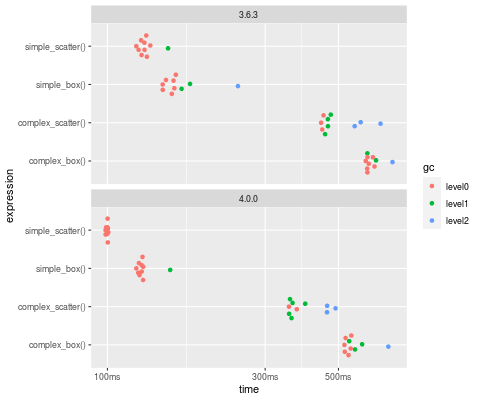 3.6.3
simple_scatter()
simple_box()
complex_scatter()
complex_box()
4.0.0
simple_scatter()
simple_box()
complex_scatter()
complex_box()
100ms 300ms 500ms
time
expression
gc
level0
level1
level2